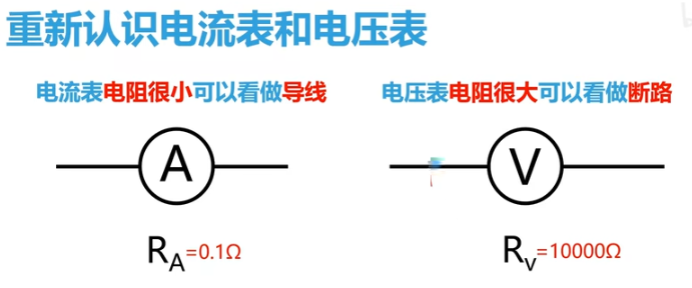 重新认识电流表和电压表
电流表电阻很小可以看做导线
电压表电阻很大可以看做断路
A
V
R_A=0.1Ω
R_v=10000Ω